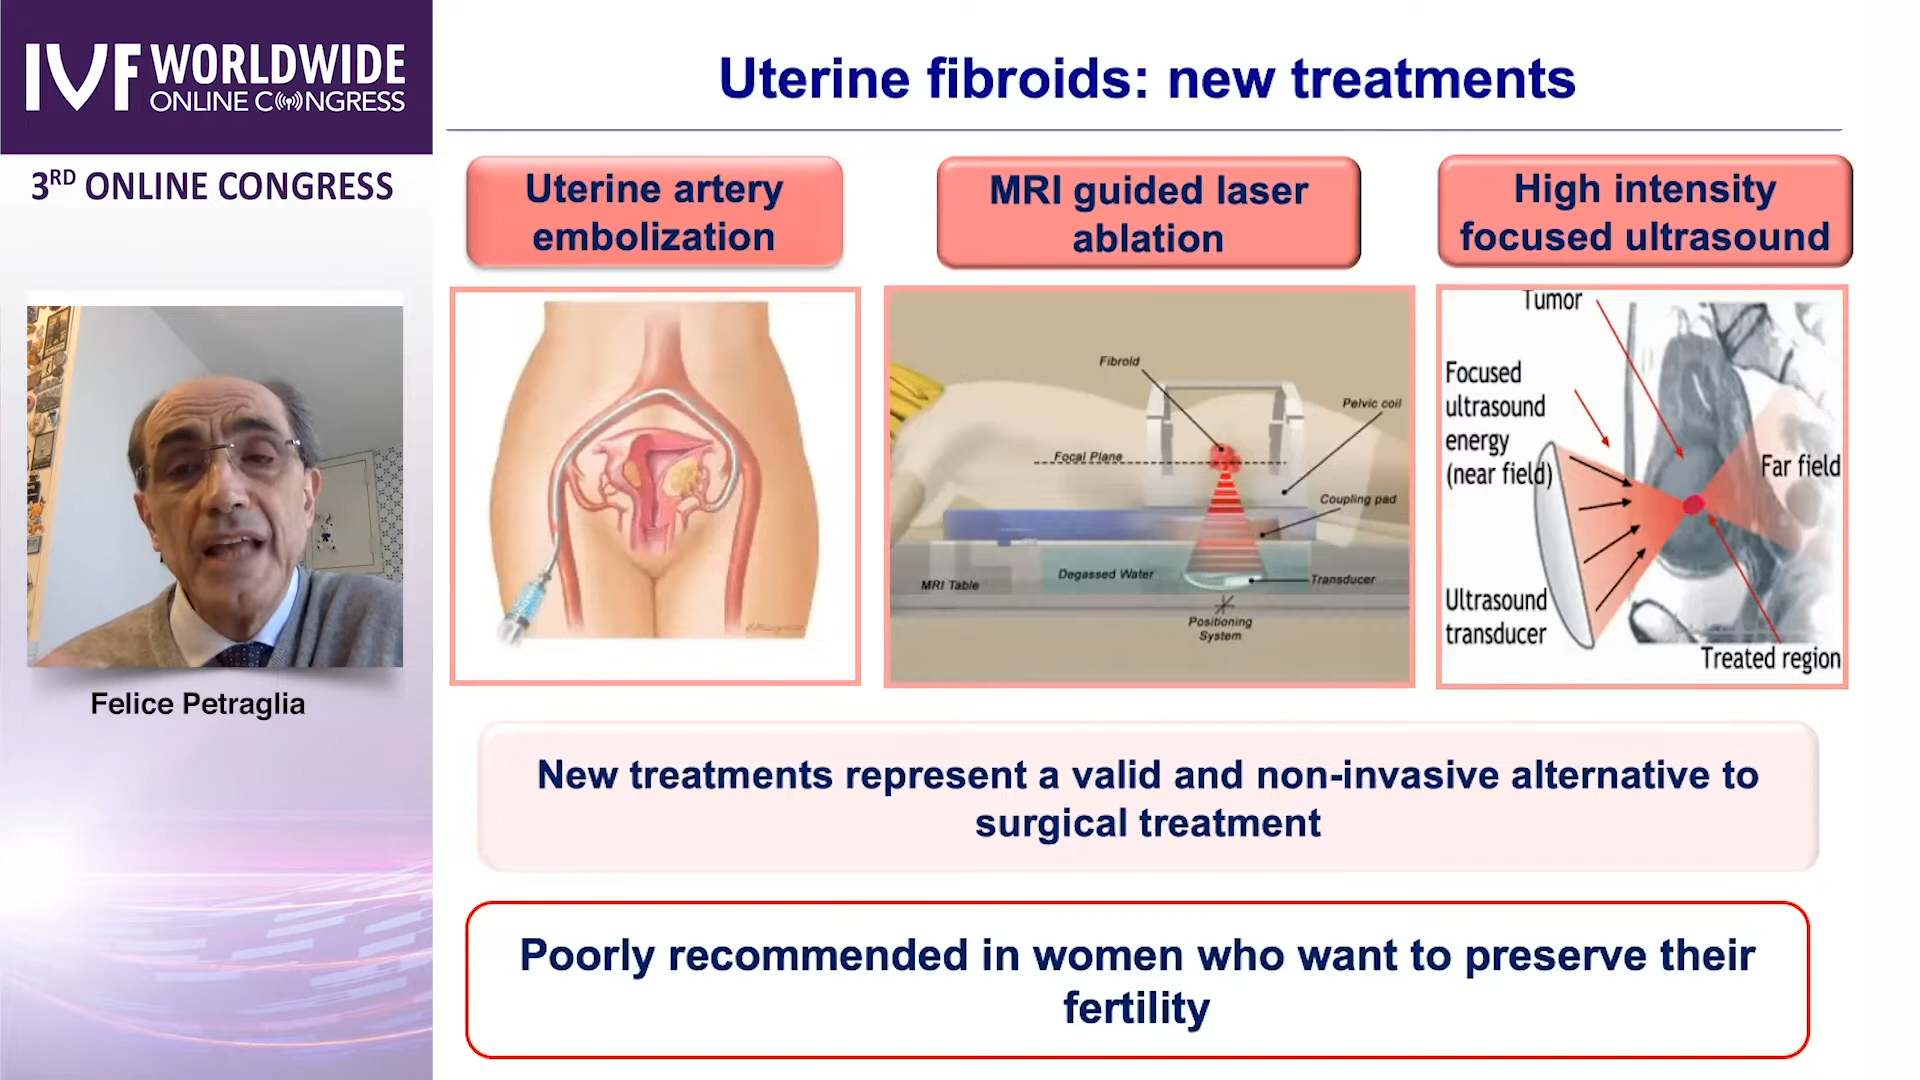 IVF WORLDWIDE
ONLINE CONGRESS
3RD ONLINE CONGRESS
Felice Petraglia
Uterine fibroids: new treatments
Uterine artery
embolization
MRI guided laser
ablation
High intensity
focused ultrasound
Fibroid
Pelvic coil
Focal Plane
Coupling pad
Degassed Water
MRI Table
Transducer
Positioning
System
Tumor
Focused
ultrasound
energy
(near field)
Far field
Ultrasound
transducer
Treated region
New treatments represent a valid and non-invasive alternative to
surgical treatment
Poorly recommended in women who want to preserve their
fertility